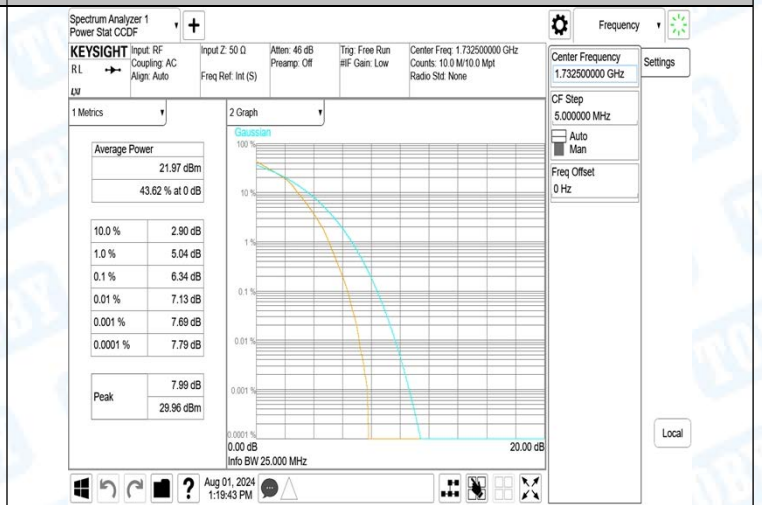 Spectrum Analyzer 1
Power Stat CCDF
Frequency
KEYSIGHT
RL
LXI
Input: RF
Coupling: AC
Align: Auto
Input Z: 50 Ω
Freq Ref: Int (S)
Atten: 46 dB
Preamp: Off
Trig: Free Run
#IF Gain: Low
Center Freq: 1.732500000 GHz
Counts: 10.0 M/10.0 Mpt
Radio Std: None
Center Frequency
1.732500000 GHz
Settings
CF Step
5.000000 MHz
Auto
Man
Freq Offset
0 Hz
1 Metrics
Average Power
21.97 dBm
43.62 % at 0 dB
10.0 % 2.90 dB
1.0 % 5.04 dB
0.1 % 6.34 dB
0.01 % 7.13 dB
0.001 % 7.69 dB
0.0001 % 7.79 dB
Peak
7.99 dB
29.96 dBm
2 Graph
Gaussian
100 %
10 %
1 %
0.1 %
0.01 %
0.001 %
0.0001 %
0.00 dB 20.00 dB
Info BW 25.000 MHz
Local
Aug 01, 2024
1:19:43 PM
?
TOBY